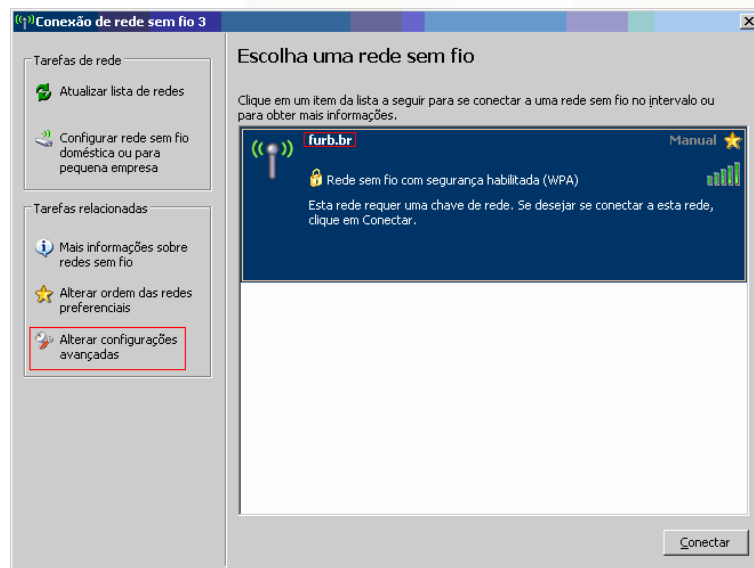 Conexão de rede sem fio 3
Tarefas de rede
Atualizar lista de redes
Configurar rede sem fio
doméstica ou para
pequena empresa
Tarefas relacionadas
Mais informações sobre
redes sem fio
Alterar ordem das redes
preferenciais
Alterar configurações
avançadas
Escolha uma rede sem fio
Clique em um item da lista a seguir para se conectar a uma rede sem fio no intervalo ou
para obter mais informações.
furb.br
Manual
Rede sem fio com segurança habilitada (WPA)
Esta rede requer uma chave de rede. Se desejar se conectar a esta rede,
clique em Conectar.
Conectar